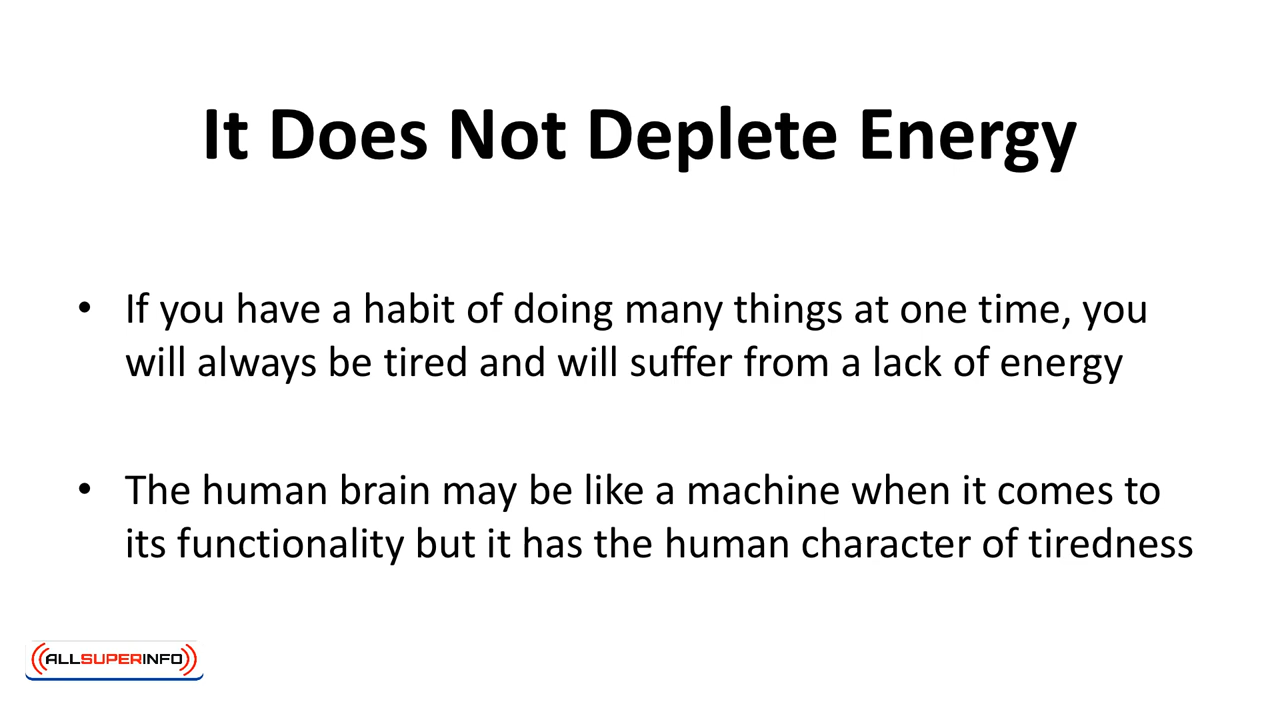 It Does Not Deplete Energy
• If you have a habit of doing many things at one time, you
will always be tired and will suffer from a lack of energy
• The human brain may be like a machine when it comes to
its functionality but it has the human character of tiredness
ALLSUPERINFO